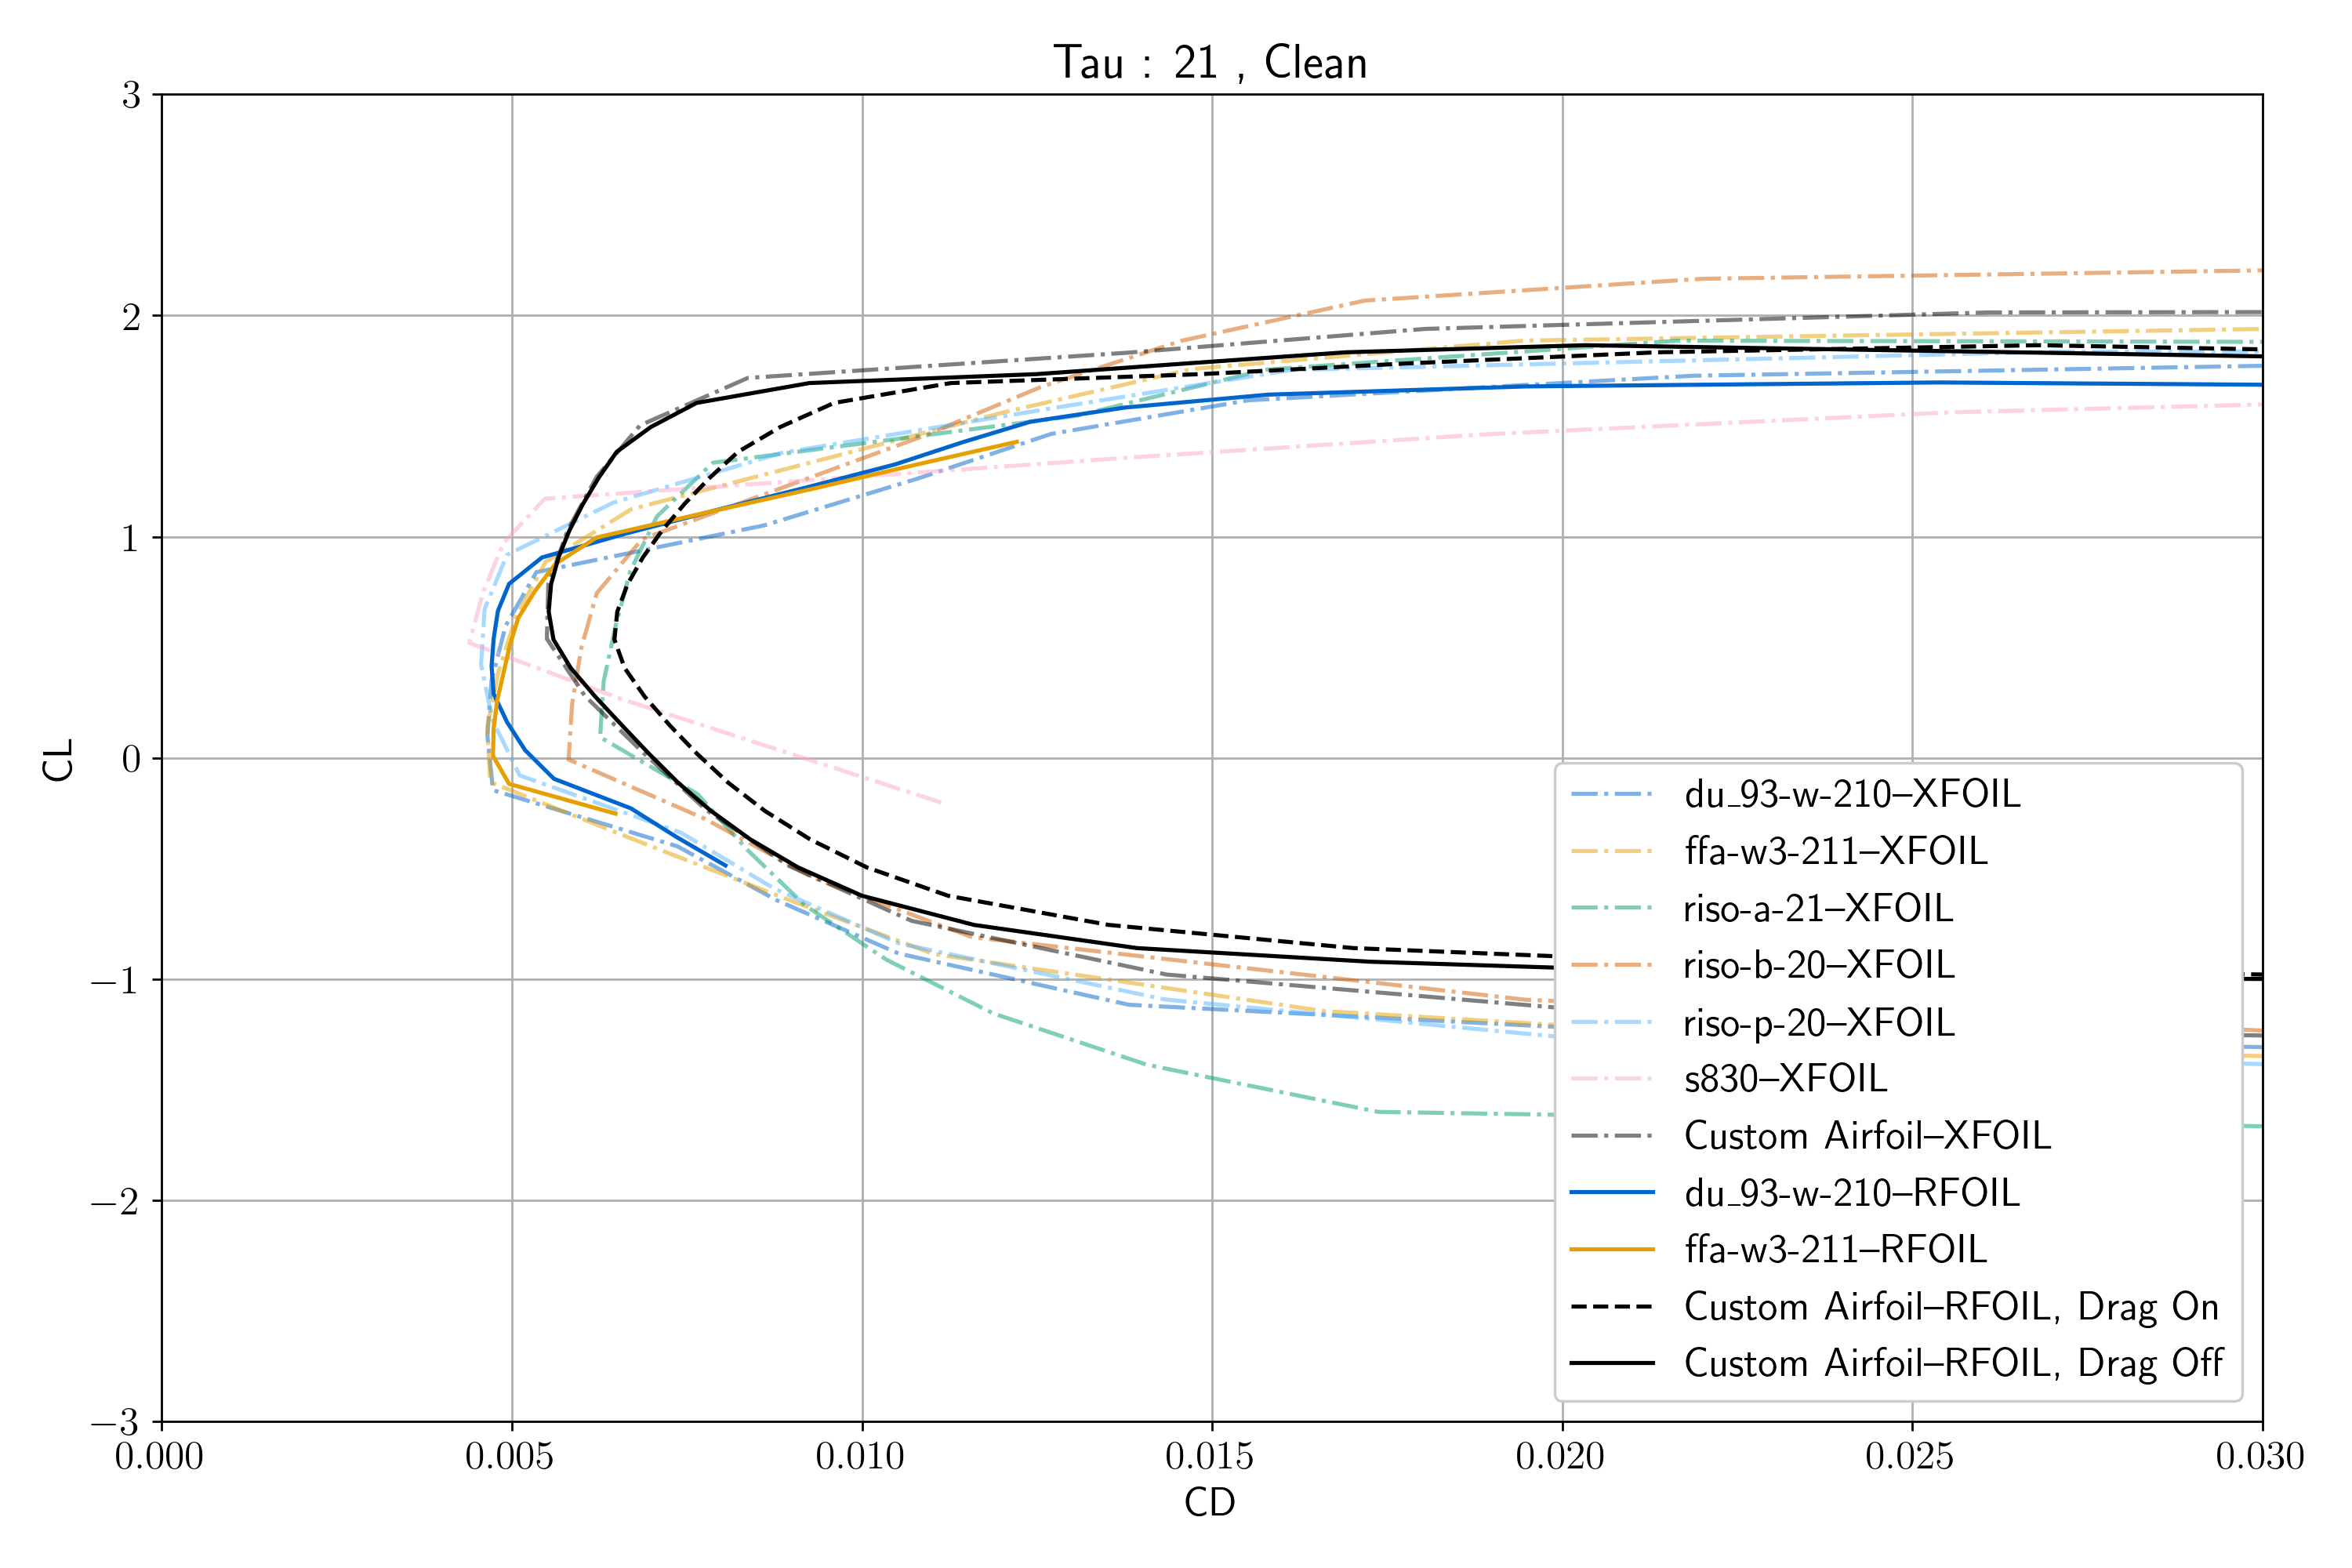 Tau : 21 , Clean
3
2
1
0
−1
−2
−3
CL
du_93-w-210–XFOIL
ffa-w3-211–XFOIL
riso-a-21–XFOIL
riso-b-20–XFOIL
riso-p-20–XFOIL
s830–XFOIL
Custom Airfoil–XFOIL
du_93-w-210–RFOIL
ffa-w3-211–RFOIL
Custom Airfoil–RFOIL, Drag On
Custom Airfoil–RFOIL, Drag Off
0.000 0.005 0.010 0.015 0.020 0.025 0.030
CD